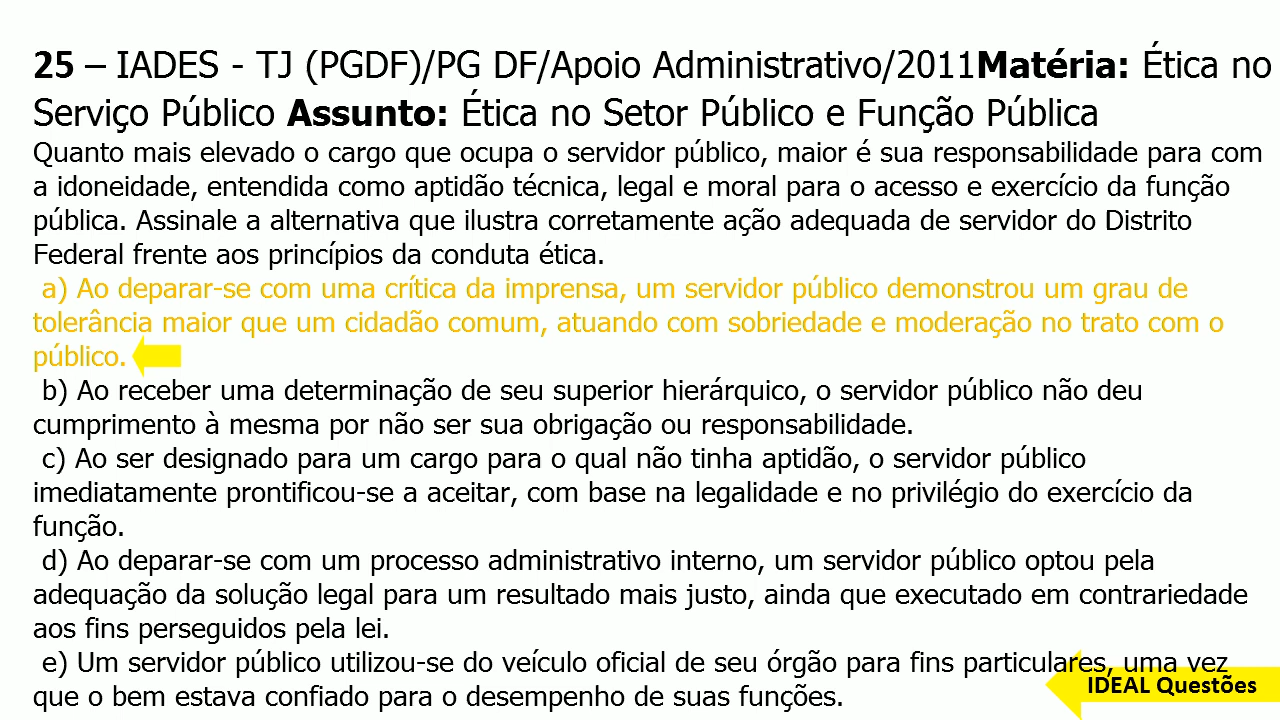 25 – IADES - TJ (PGDF)/PG DF/Apoio Administrativo/2011Matéria: Ética no
Serviço Público Assunto: Ética no Setor Público e Função Pública
Quanto mais elevado o cargo que ocupa o servidor público, maior é sua responsabilidade para com
a idoneidade, entendida como aptidão técnica, legal e moral para o acesso e exercício da função
pública. Assinale a alternativa que ilustra corretamente ação adequada de servidor do Distrito
Federal frente aos princípios da conduta ética.
a) Ao deparar-se com uma crítica da imprensa, um servidor público demonstrou um grau de
tolerância maior que um cidadão comum, atuando com sobriedade e moderação no trato com o
público.
b) Ao receber uma determinação de seu superior hierárquico, o servidor público não deu
cumprimento à mesma por não ser sua obrigação ou responsabilidade.
c) Ao ser designado para um cargo para o qual não tinha aptidão, o servidor público
imediatamente prontificou-se a aceitar, com base na legalidade e no privilégio do exercício da
função.
d) Ao deparar-se com um processo administrativo interno, um servidor público optou pela
adequação da solução legal para um resultado mais justo, ainda que executado em contrariedade
aos fins perseguidos pela lei.
e) Um servidor público utilizou-se do veículo oficial de seu órgão para fins particulares, uma vez
que o bem estava confiado para o desempenho de suas funções.
IDEAL Questões